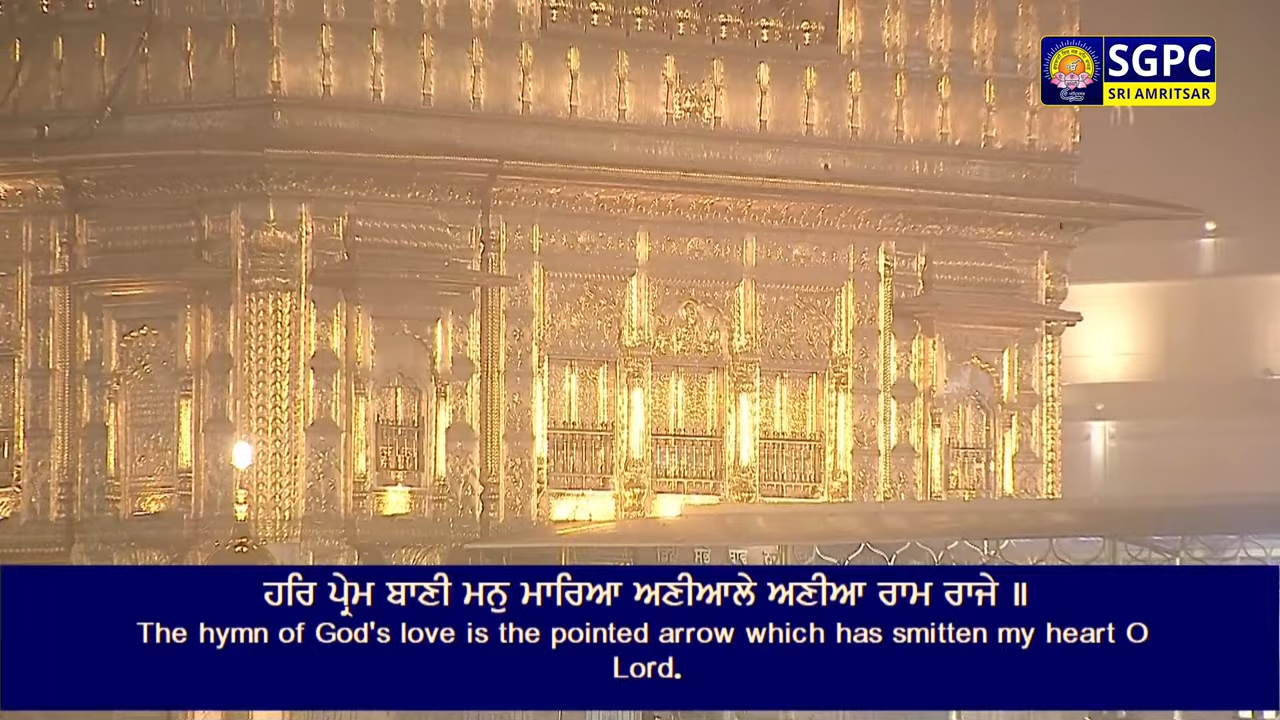 SGPC
SRI AMRITSAR
ਹਰਿ ਪ੍ਰੇਮ ਬਾਣੀ ਮਨੁ ਮਾਰਿਆ ਅਣੀਆਲੇ ਅਣੀਆ ਰਾਮ ਰਾਜੇ ॥
The hymn of God's love is the pointed arrow which has smitten my heart O
Lord.